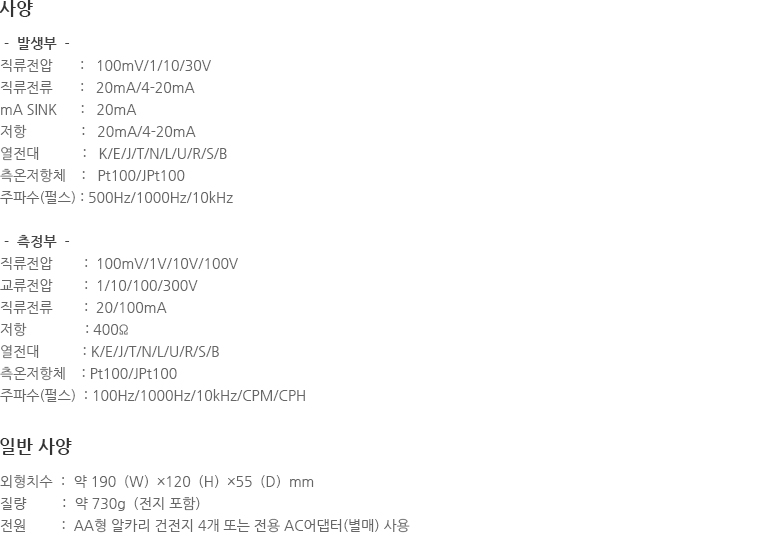 사양
- 발생부 -
직류전압 : 100mV/1/10/30V
직류전류 : 20mA/4-20mA
mA SINK : 20mA
저항 : 20mA/4-20mA
열전대 : K/E/J/T/N/L/U/R/S/B
측온저항체 : Pt100/JPt100
주파수(펄스) : 500Hz/1000Hz/10kHz
- 측정부 -
직류전압 : 100mV/1V/10V/100V
교류전압 : 1/10/100/300V
직류전류 : 20/100mA
저항 : 400Ω
열전대 : K/E/J/T/N/L/U/R/S/B
측온저항체 : Pt100/JPt100
주파수(펄스) : 100Hz/1000Hz/10kHz/CPM/CPH
일반 사양
외형치수 : 약 190 (W) ×120 (H) ×55 (D) mm
질량 : 약 730g (전지 포함)
전원 : AA형 알카리 건전지 4개 또는 전용 AC어댑터(별매) 사용